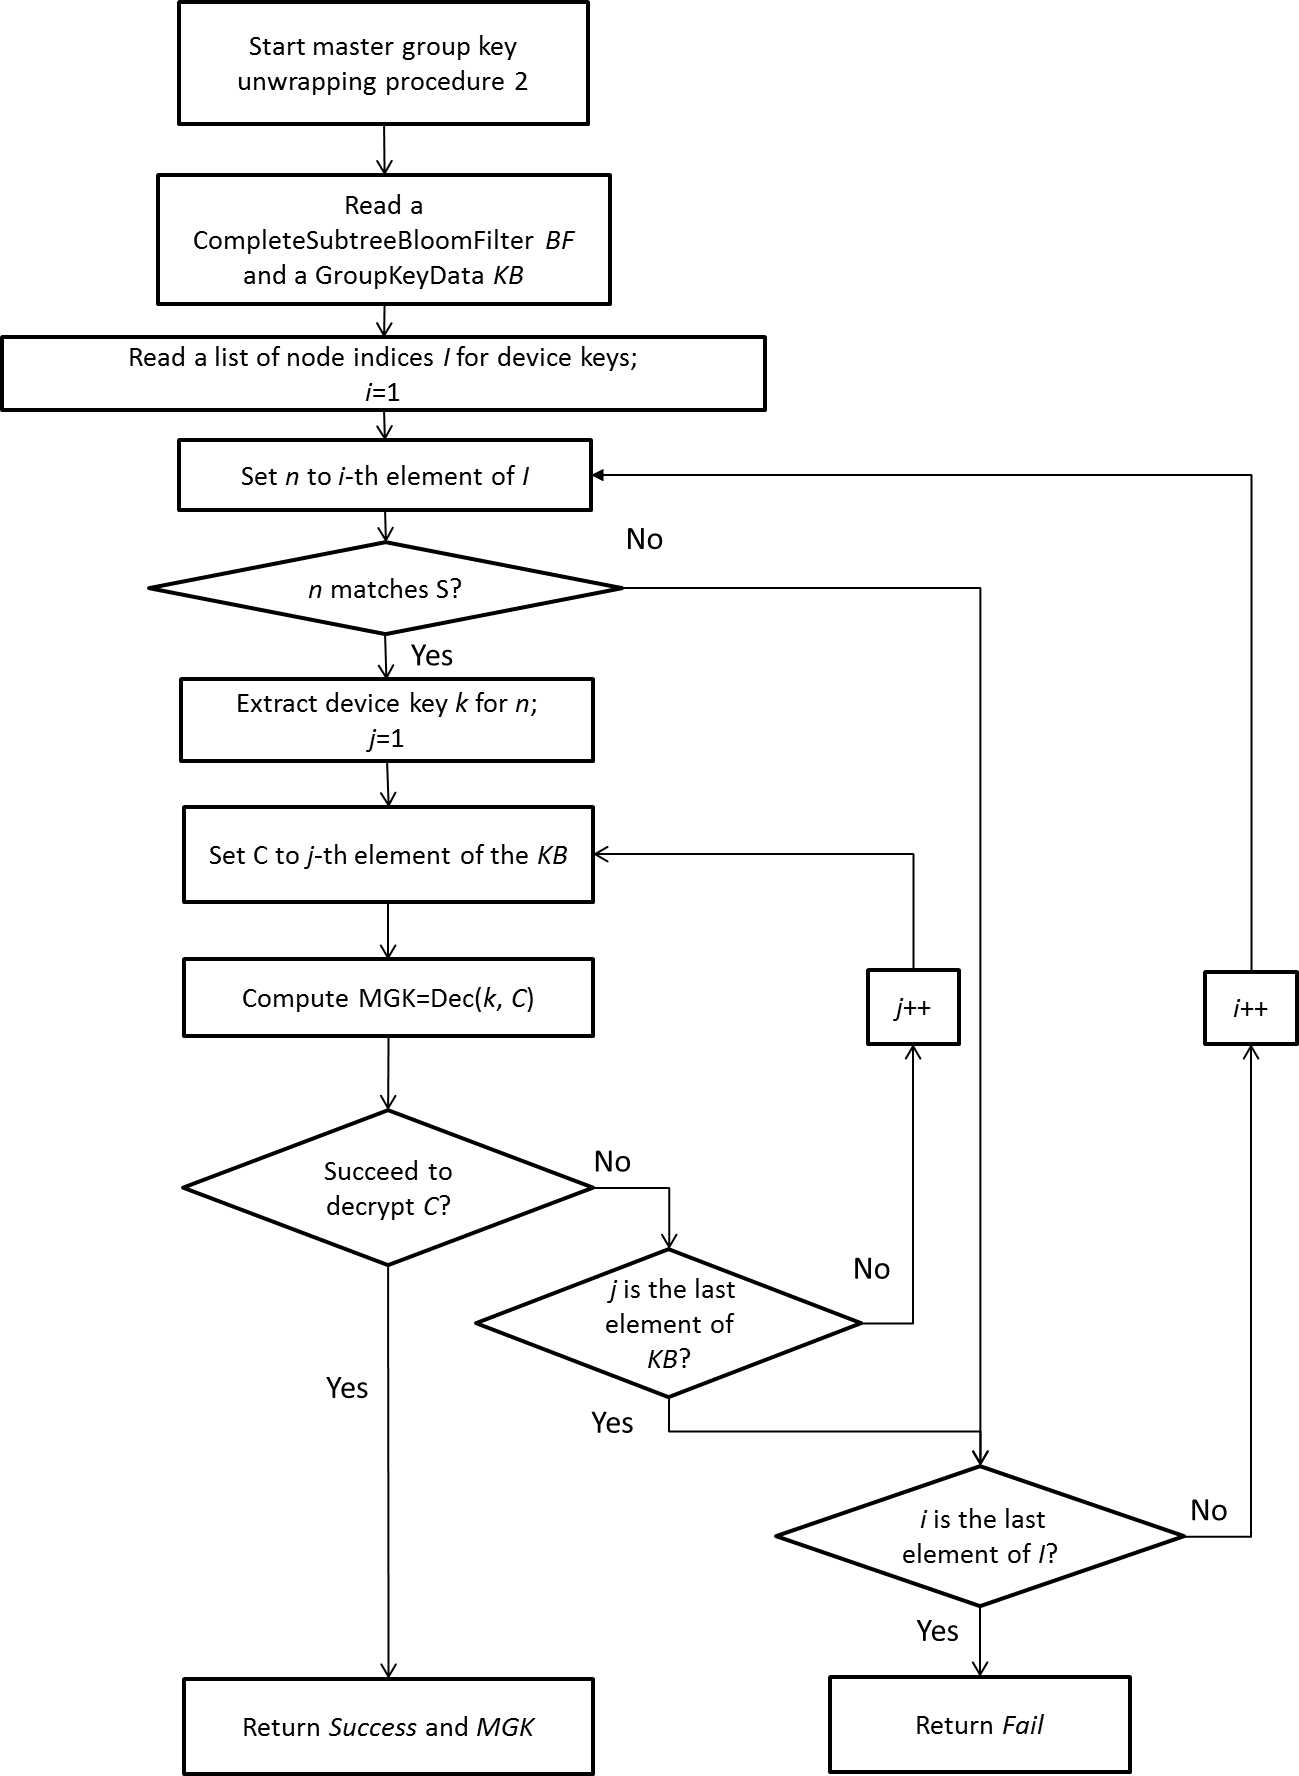 Start master group key
unwrapping procedure 2
Read a
CompleteSubtreeBloomFilter BF
and a GroupKeyData KB
Read a list of node indices I for device keys;
i=1
Set n to i-th element of I
n matches S?
No
Yes
Extract device key k for n;
j=1
Set C to j-th element of the KB
Compute MGK=Dec(k, C)
j++
i++
Succeed to
decrypt C?
No
j is the last
element of
KB?
No
Yes
Yes
i is the last
element of I?
No
Yes
Return Success and MGK
Return Fail